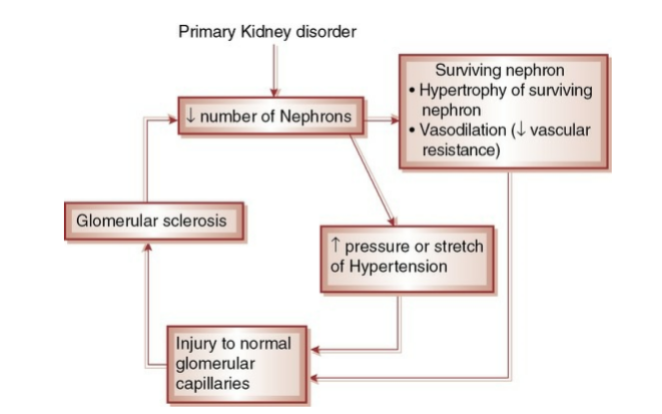 Primary Kidney disorder
↓ number of Nephrons
Surviving nephron
• Hypertrophy of surviving
nephron
• Vasodilation (↓ vascular
resistance)
Glomerular sclerosis
↑ pressure or stretch
of Hypertension
Injury to normal
glomerular
capillaries